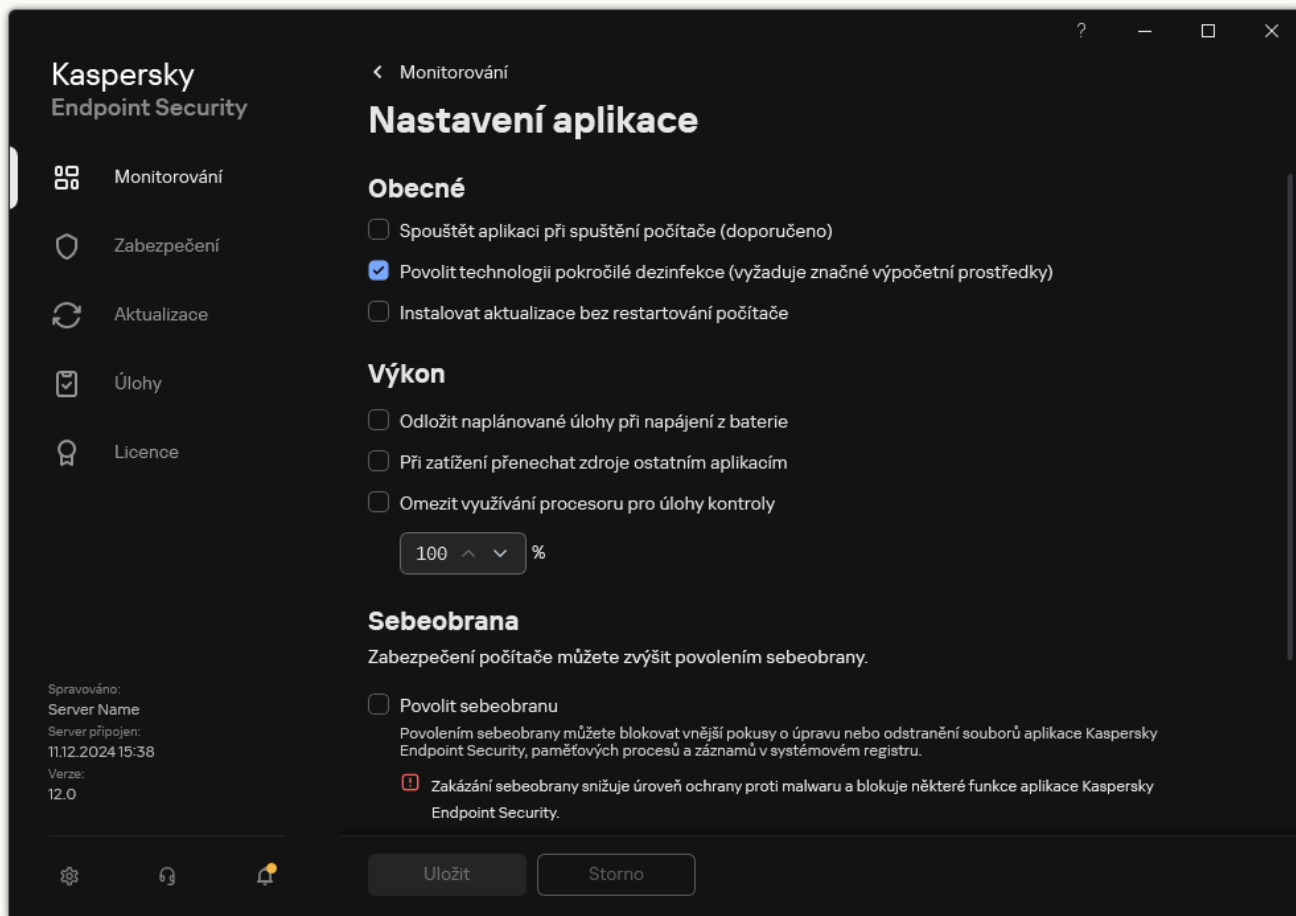 ?
Kaspersky
Endpoint Security
Monitorování
Zabezpečení
Aktualizace
Úlohy
Licence
Spravováno:
Server Name
Server připojen:
11.12.2024 15:38
Verze:
12.0
Monitorování
Nastavení aplikace
Obecné
Spouštět aplikaci při spuštění počítače (doporučeno)
Povolit technologii pokročilé dezinfekce (vyžaduje značné výpočetní prostředky)
Instalovat aktualizace bez restartování počítače
Výkon
Odložit naplánované úlohy při napájení z baterie
Při zatížení přenechat zdroje ostatním aplikacím
Omezit využívání procesoru pro úlohy kontroly
100 %
Sebeobrana
Zabezpečení počítače můžete zvýšit povolením sebeobrany.
Povolit sebeobranu
Povolením sebeobrany můžete blokovat vnější pokusy o úpravu nebo odstranění souborů aplikace Kaspersky
Endpoint Security, paměťových procesů a záznamů v systémovém registru.
Zakázání sebeobrany snižuje úroveň ochrany proti malwaru a blokuje některé funkce aplikace Kaspersky
Endpoint Security.
Uložit
Storno